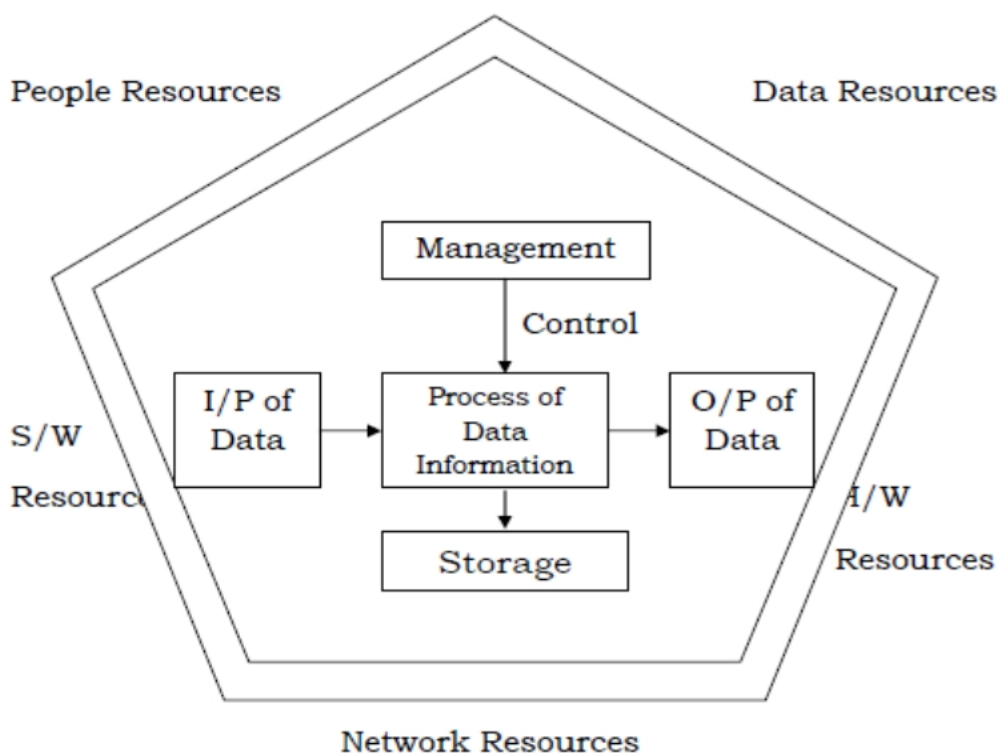 People Resources
Data Resources
Management
Control
I/P of
Data
Process of
Data
Information
O/P of
Data
S/W
Resourc
/W
Resources
Storage
Network Resources